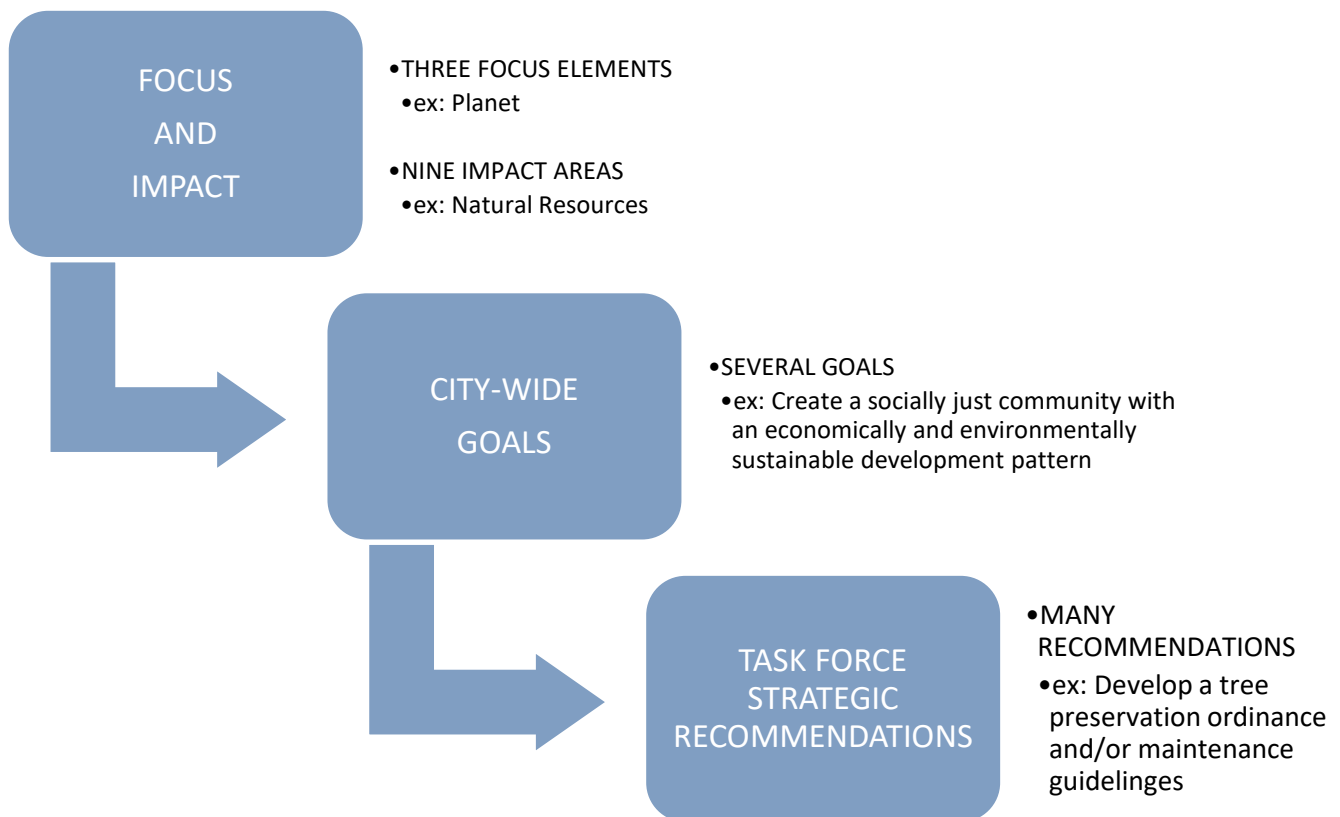 FOCUS
AND
IMPACT
•THREE FOCUS ELEMENTS
•ex: Planet
•NINE IMPACT AREAS
•ex: Natural Resources
CITY-WIDE
GOALS
•SEVERAL GOALS
•ex: Create a socially just community with
an economically and environmentally
sustainable development pattern
TASK FORCE
STRATEGIC
RECOMMENDATIONS
•MANY
RECOMMENDATIONS
•ex: Develop a tree
preservation ordinance
and/or maintenance
guidelinges